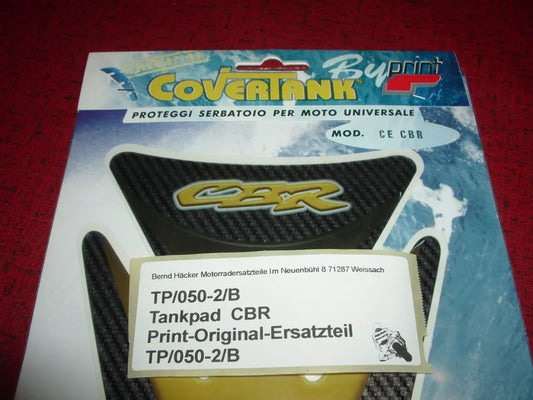 COVERTANK By print
PROTEGGI SERBATOIO PER MOTO UNIVERSALE
MOD. CE CBR
CBR
Bernd Häcker Motorradersatzteile Im Neuenbühl 8 71287 Weissach
TP/050-2/B
Tankpad CBR
Print-Original-Ersatzteil
TP/050-2/B